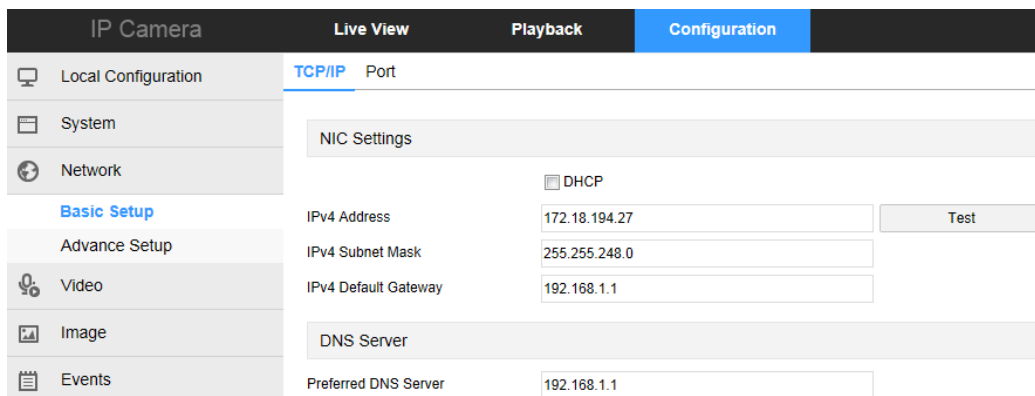 IP Camera Live View Playback Configuration
Local Configuration
TCP/IP Port
System
NIC Settings
Network
DHCP
Basic Setup
IPv4 Address 172.18.194.27 Test
Advance Setup
IPv4 Subnet Mask 255.255.248.0
Video
IPv4 Default Gateway 192.168.1.1
Image
DNS Server
Events
Preferred DNS Server 192.168.1.1